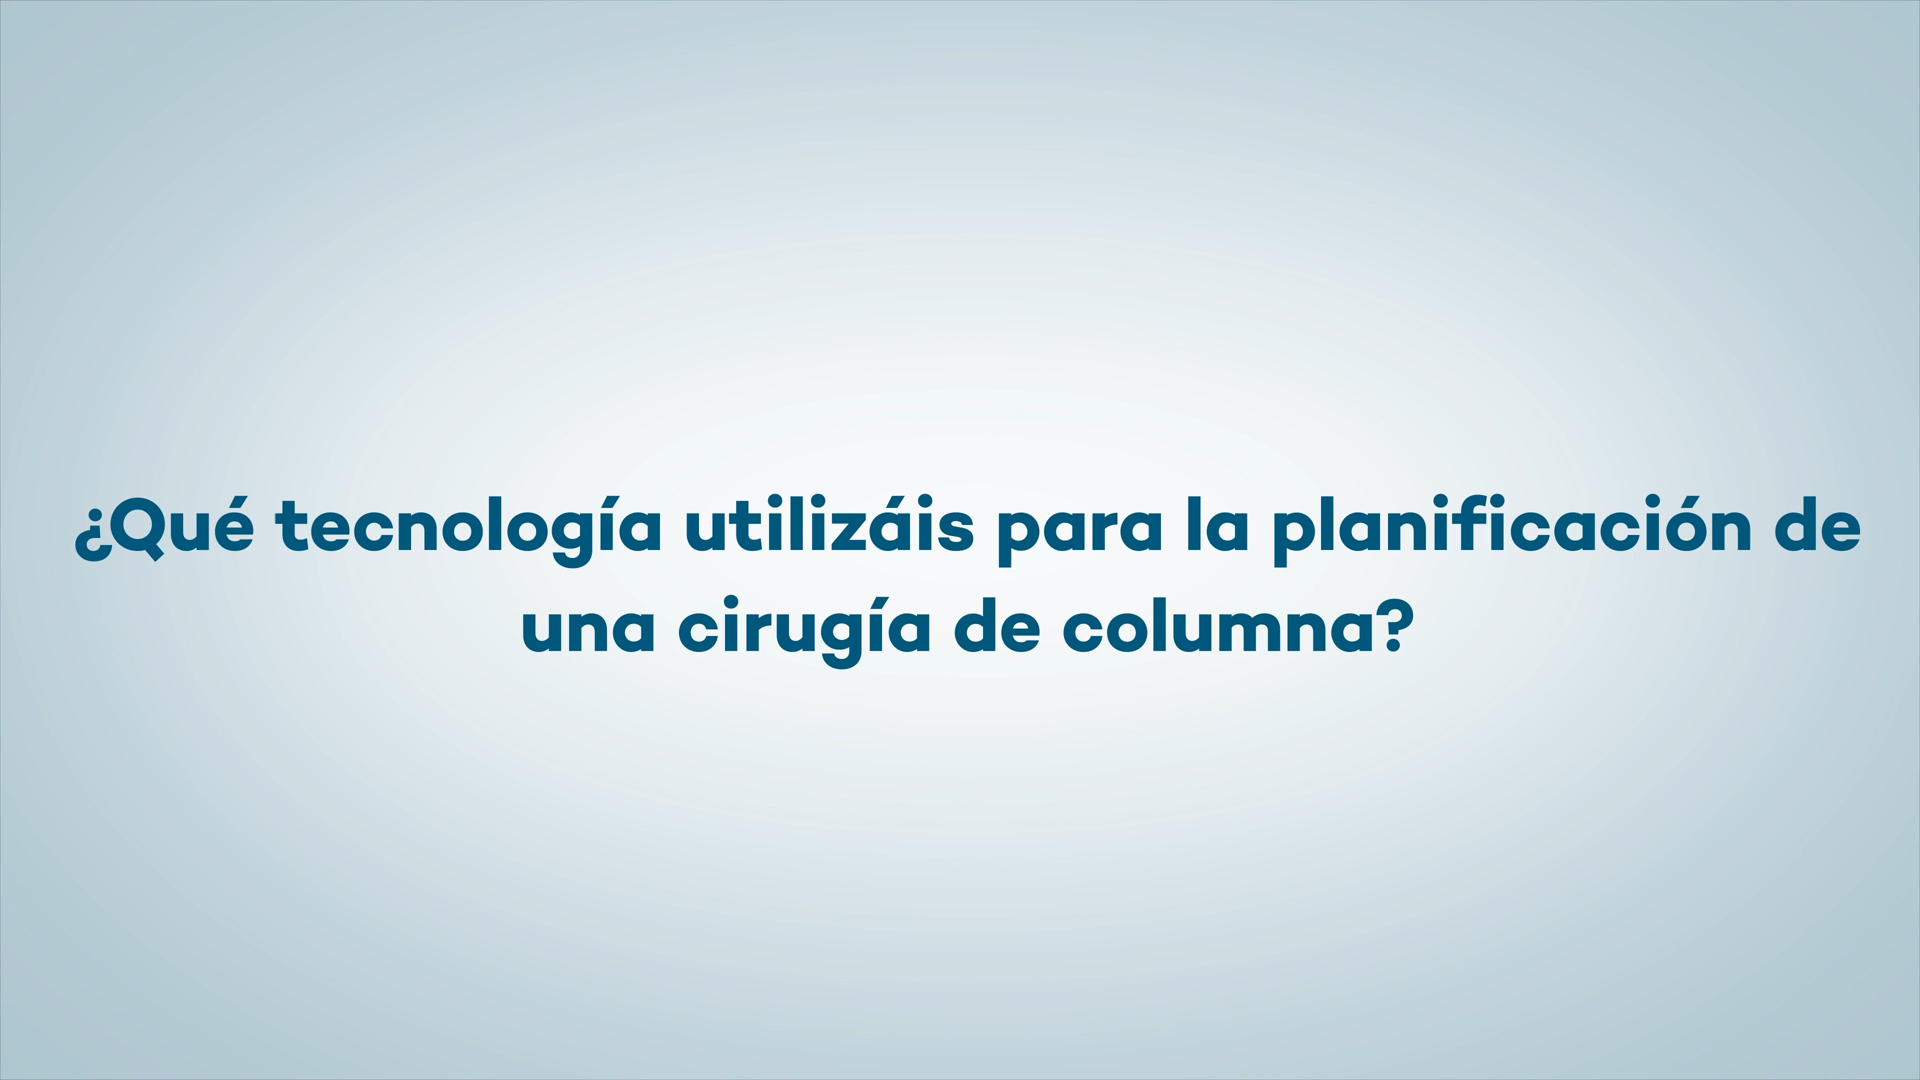 ¿Qué tecnología utilizáis para la planificación de
una cirugía de columna?